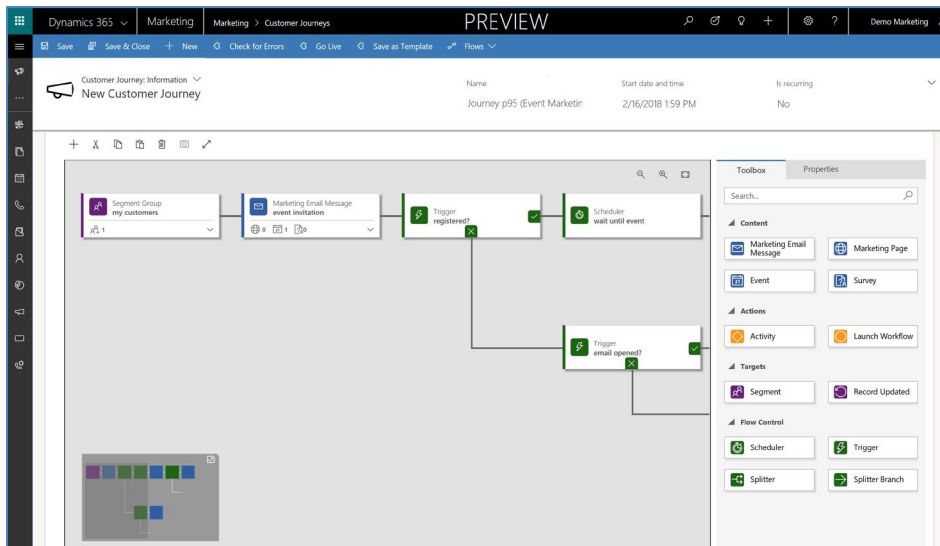 Dynamics 365
Marketing
Marketing > Customer Journeys
PREVIEW
Demo Marketing
Save
Save & Close
New
Check for Errors
Go Live
Save as Template
Flows
Customer Journey: Information
New Customer Journey
Name
Journey p95 (Event Marketin
Start date and time
2/16/2018 1:59 PM
Is recurring
No
Segment Group
my customers
1
Marketing Email Message
event invitation
0 1 0
Trigger
registered?
Scheduler
wait until event
Trigger
email opened?
Toolbox
Properties
Search...
Content
Marketing Email
Message
Marketing Page
Event
Survey
Actions
Activity
Launch Workflow
Targets
Segment
Record Updated
Flow Control
Scheduler
Trigger
Splitter
Splitter Branch